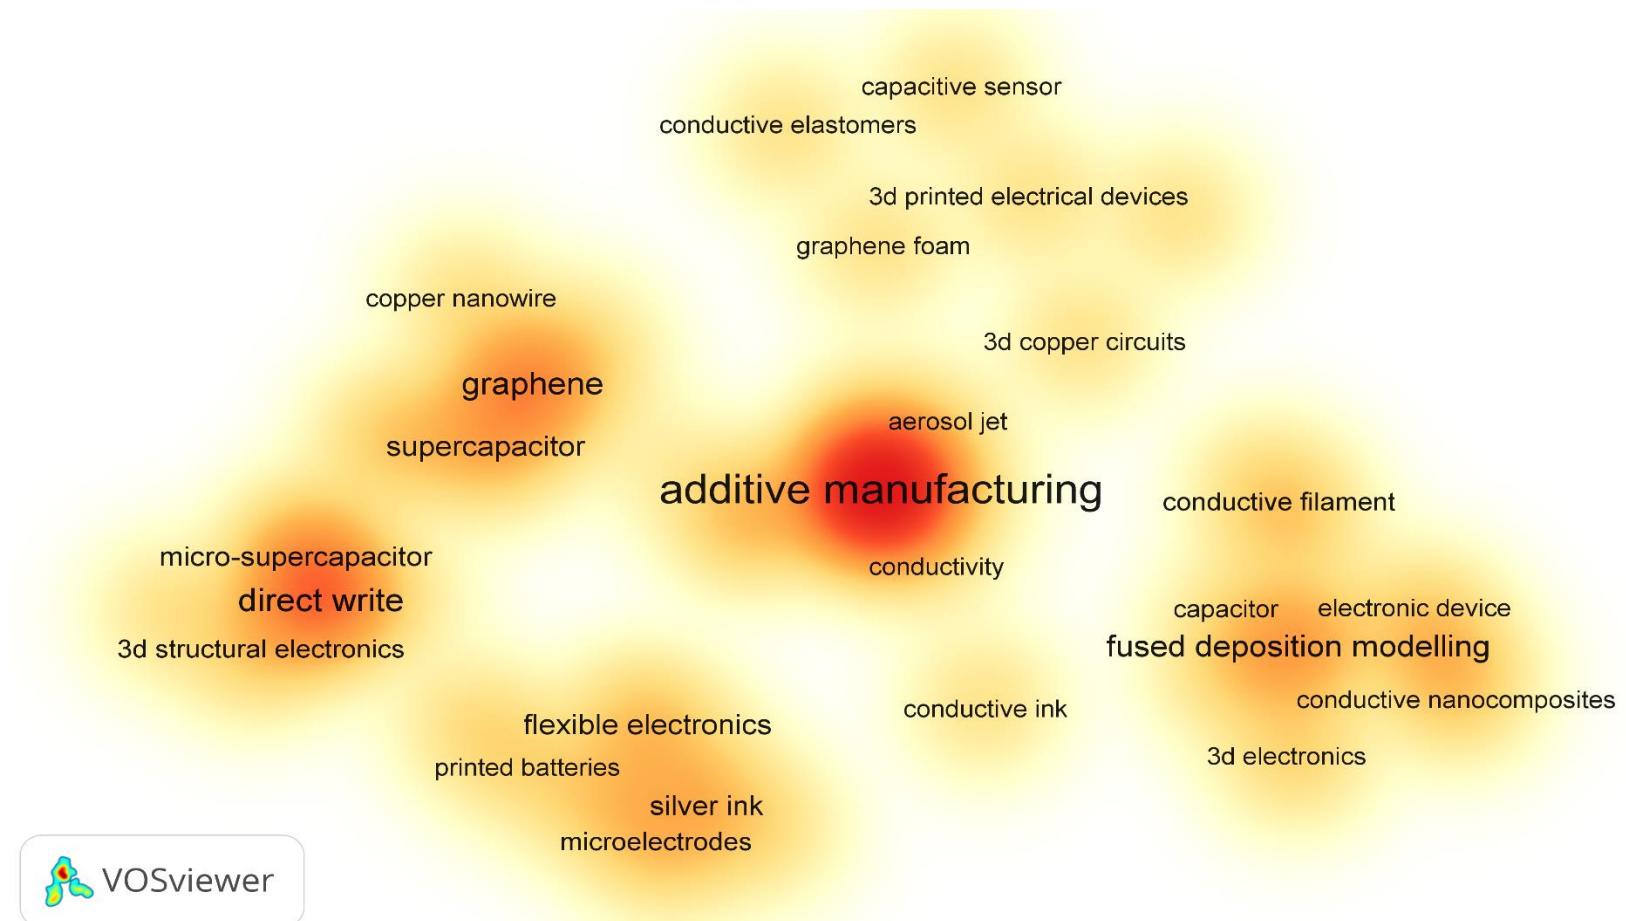 capacitive sensor
conductive elastomers
3d printed electrical devices
graphene foam
copper nanowire
3d copper circuits
graphene
aerosol jet
supercapacitor
additive manufacturing
conductive filament
micro-supercapacitor
conductivity
direct write
capacitor
electronic device
3d structural electronics
fused deposition modelling
conductive nanocomposites
conductive ink
flexible electronics
3d electronics
printed batteries
silver ink
microelectrodes
VOSviewer